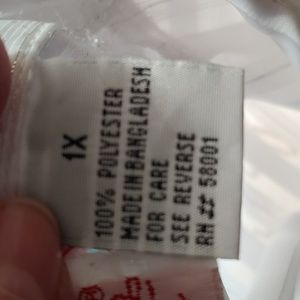 1X
100% POLYESTER
MADE IN BANGLADESH
FOR CARE
SEE REVERSE
RN ## 58001